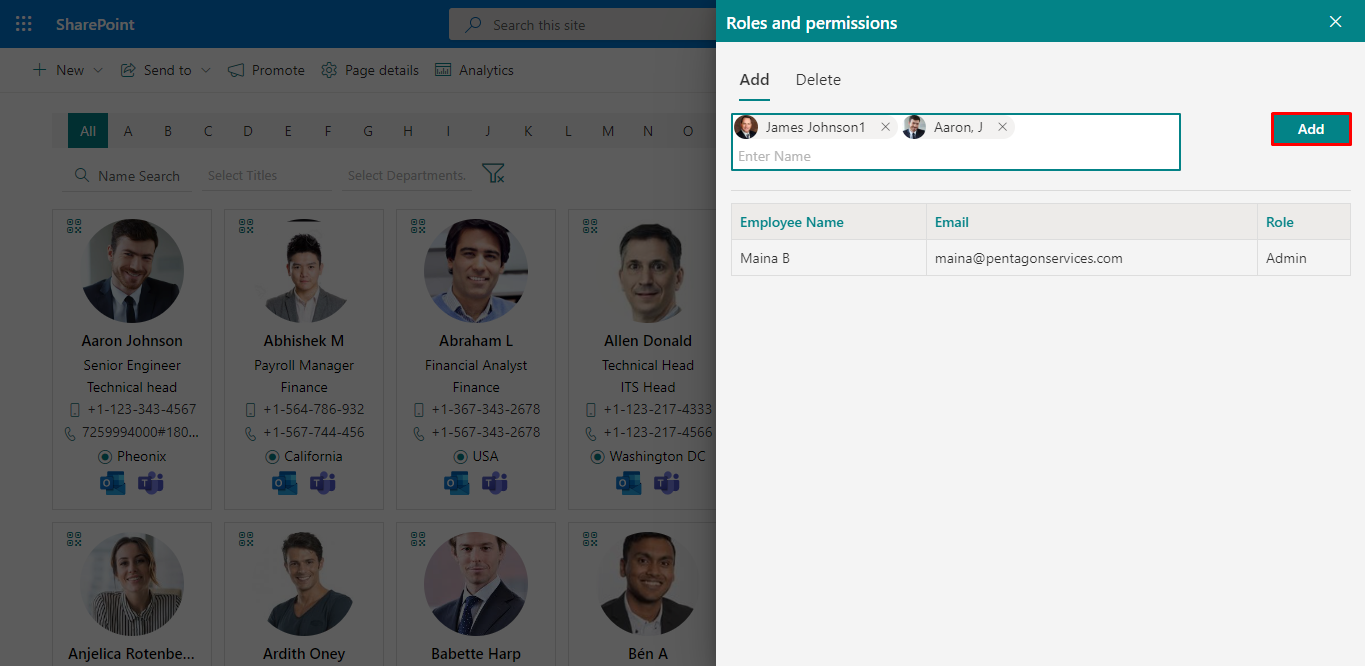 SharePoint
Search this site
New
Send to
Promote
Page details
Analytics
All A B C D E F G H I J K L M N O
Name Search
Select Titles
Select Departments.
Aaron Johnson
Senior Engineer
Technical head
+1-123-343-4567
7259994000#180...
Pheonix
Abhishek M
Payroll Manager
Finance
+1-564-786-932
+1-567-744-456
California
Abraham L
Financial Analyst
Finance
+1-367-343-2678
+1-567-343-2678
USA
Allen Donald
Technical Head
ITS Head
+1-123-217-4333
+1-123-217-4566
Washington DC
Anjelica Rotenbe...
Ardith Oney
Babette Harp
Bén A
Roles and permissions
Add
Delete
James Johnson1
Aaron, J
Enter Name
Add
Employee Name Email Role
Maina B maina@pentagonservices.com Admin